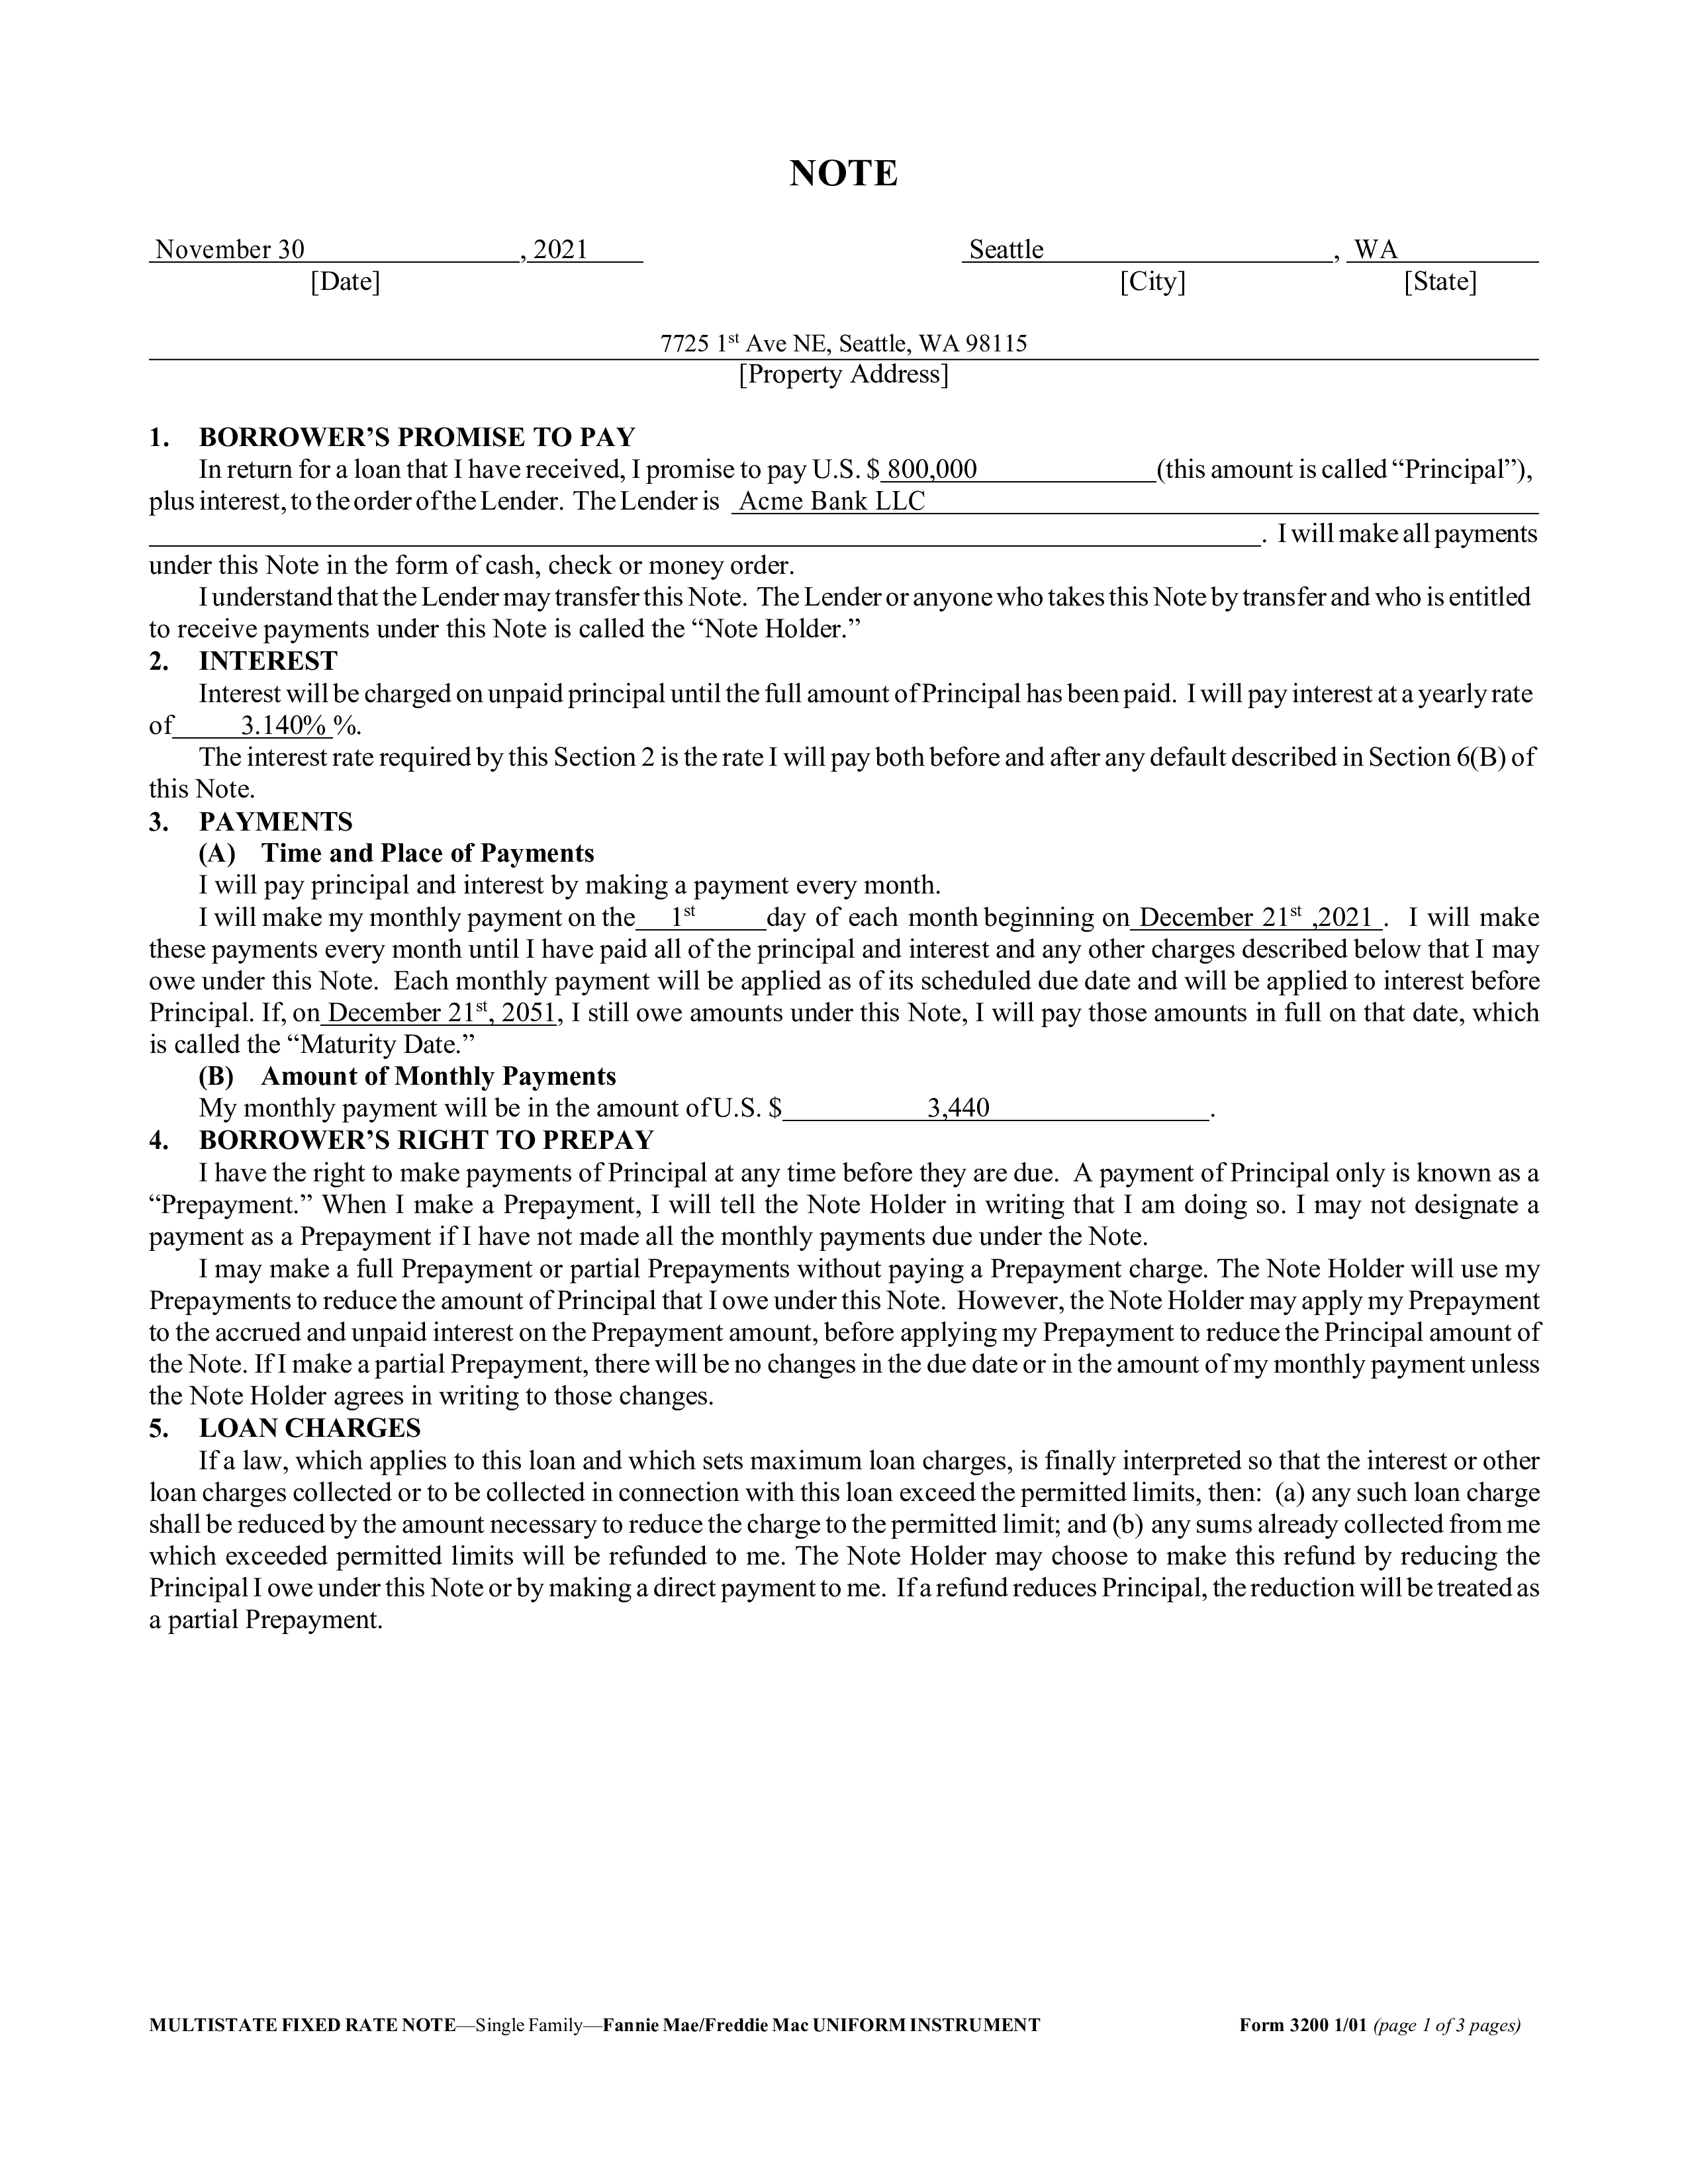 NOTE
November 30 , 2021 Seattle , WA
[Date] [City] [State]
7725 1st Ave NE, Seattle, WA 98115
[Property Address]
1. BORROWER’S PROMISE TO PAY
In return for a loan that I have received, I promise to pay U.S. $ 800,000 (this amount is called “Principal”),
plus interest, to the order of the Lender. The Lender is Acme Bank LLC
. I will make all payments
under this Note in the form of cash, check or money order.
I understand that the Lender may transfer this Note. The Lender or anyone who takes this Note by transfer and who is entitled
to receive payments under this Note is called the “Note Holder.”
2. INTEREST
Interest will be charged on unpaid principal until the full amount of Principal has been paid. I will pay interest at a yearly rate
of 3.140% %.
The interest rate required by this Section 2 is the rate I will pay both before and after any default described in Section 6(B) of
this Note.
3. PAYMENTS
(A) Time and Place of Payments
I will pay principal and interest by making a payment every month.
I will make my monthly payment on the 1st day of each month beginning on December 21st ,2021 . I will make
these payments every month until I have paid all of the principal and interest and any other charges described below that I may
owe under this Note. Each monthly payment will be applied as of its scheduled due date and will be applied to interest before
Principal. If, on December 21st, 2051, I still owe amounts under this Note, I will pay those amounts in full on that date, which
is called the “Maturity Date.”
(B) Amount of Monthly Payments
My monthly payment will be in the amount of U.S. $ 3,440 .
4. BORROWER’S RIGHT TO PREPAY
I have the right to make payments of Principal at any time before they are due. A payment of Principal only is known as a
“Prepayment.” When I make a Prepayment, I will tell the Note Holder in writing that I am doing so. I may not designate a
payment as a Prepayment if I have not made all the monthly payments due under the Note.
I may make a full Prepayment or partial Prepayments without paying a Prepayment charge. The Note Holder will use my
Prepayments to reduce the amount of Principal that I owe under this Note. However, the Note Holder may apply my Prepayment
to the accrued and unpaid interest on the Prepayment amount, before applying my Prepayment to reduce the Principal amount of
the Note. If I make a partial Prepayment, there will be no changes in the due date or in the amount of my monthly payment unless
the Note Holder agrees in writing to those changes.
5. LOAN CHARGES
If a law, which applies to this loan and which sets maximum loan charges, is finally interpreted so that the interest or other
loan charges collected or to be collected in connection with this loan exceed the permitted limits, then: (a) any such loan charge
shall be reduced by the amount necessary to reduce the charge to the permitted limit; and (b) any sums already collected from me
which exceeded permitted limits will be refunded to me. The Note Holder may choose to make this refund by reducing the
Principal I owe under this Note or by making a direct payment to me. If a refund reduces Principal, the reduction will be treated as
a partial Prepayment.
MULTISTATE FIXED RATE NOTE—Single Family—Fannie Mae/Freddie Mac UNIFORM INSTRUMENT Form 3200 1/01 (page 1 of 3 pages)